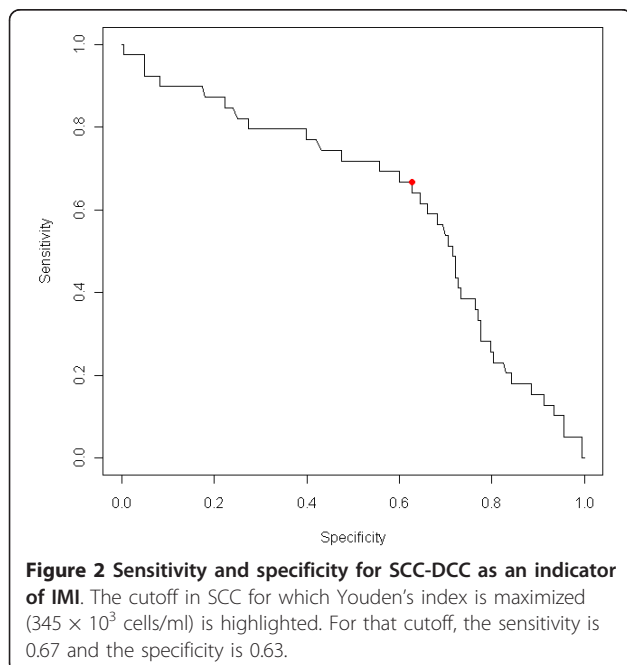 1.0
0.8
0.6
0.4
0.2
0.0
Sensitivity
0.0 0.2 0.4 0.6 0.8 1.0
Specificity
Figure 2 Sensitivity and specificity for SCC-DCC as an indicator
of IMI. The cutoff in SCC for which Youden's index is maximized
(345 × 10³ cells/ml) is highlighted. For that cutoff, the sensitivity is
0.67 and the specificity is 0.63.